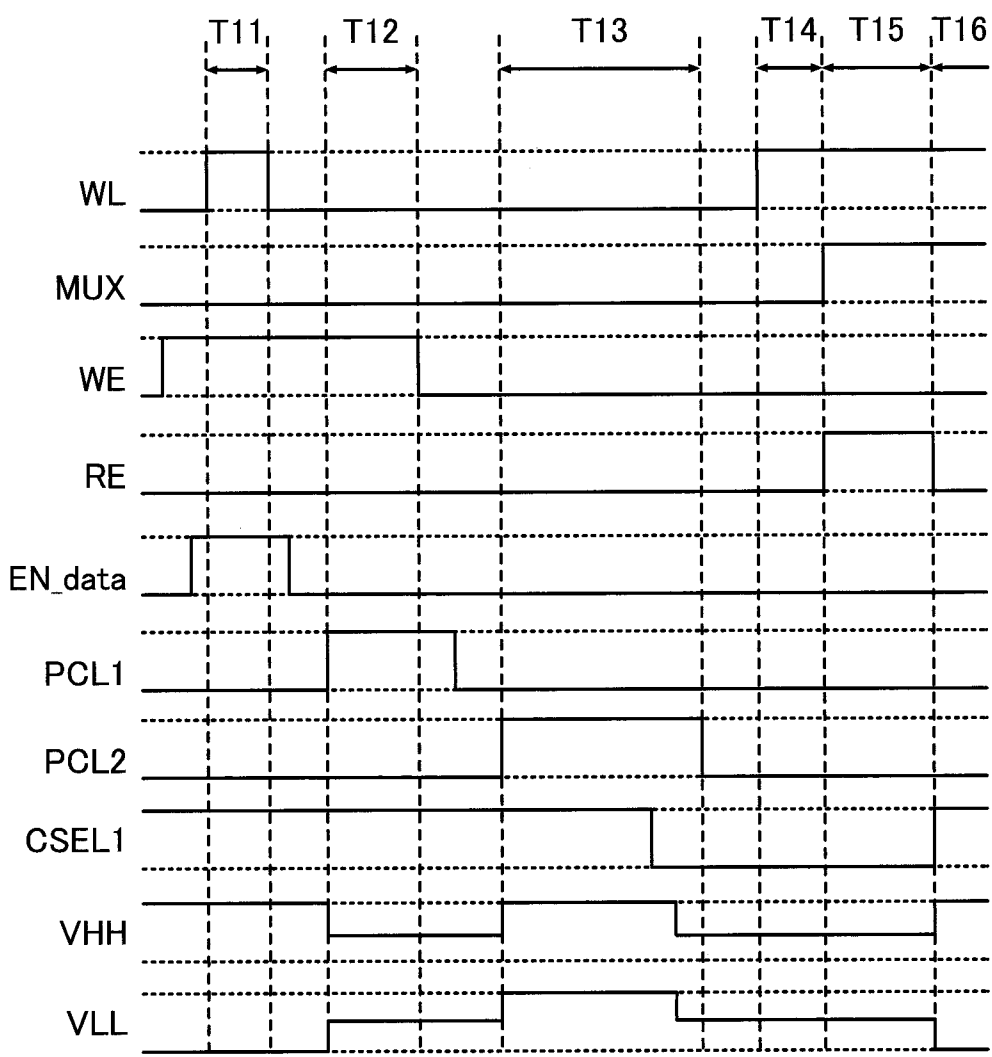 T11 T12 T13 T14 T15 T16
WL
MUX
WE
RE
EN_data
PCL1
PCL2
CSEL1
VHH
VLL